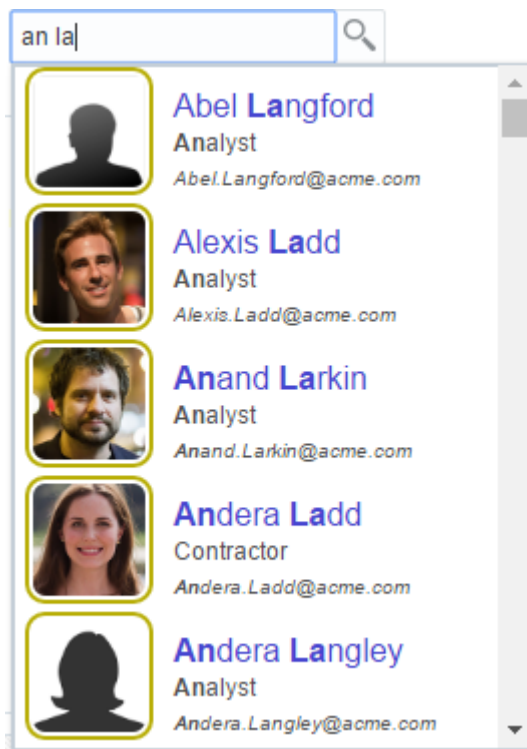 an la
Abel Langford
Analyst
Abel.Langford@acme.com
Alexis Ladd
Analyst
Alexis.Ladd@acme.com
Anand Larkin
Analyst
Anand.Larkin@acme.com
Andera Ladd
Contractor
Andera.Ladd@acme.com
Andera Langley
Analyst
Andera.Langley@acme.com